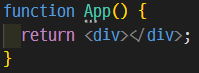 function App() {
  return <div></div>;
}